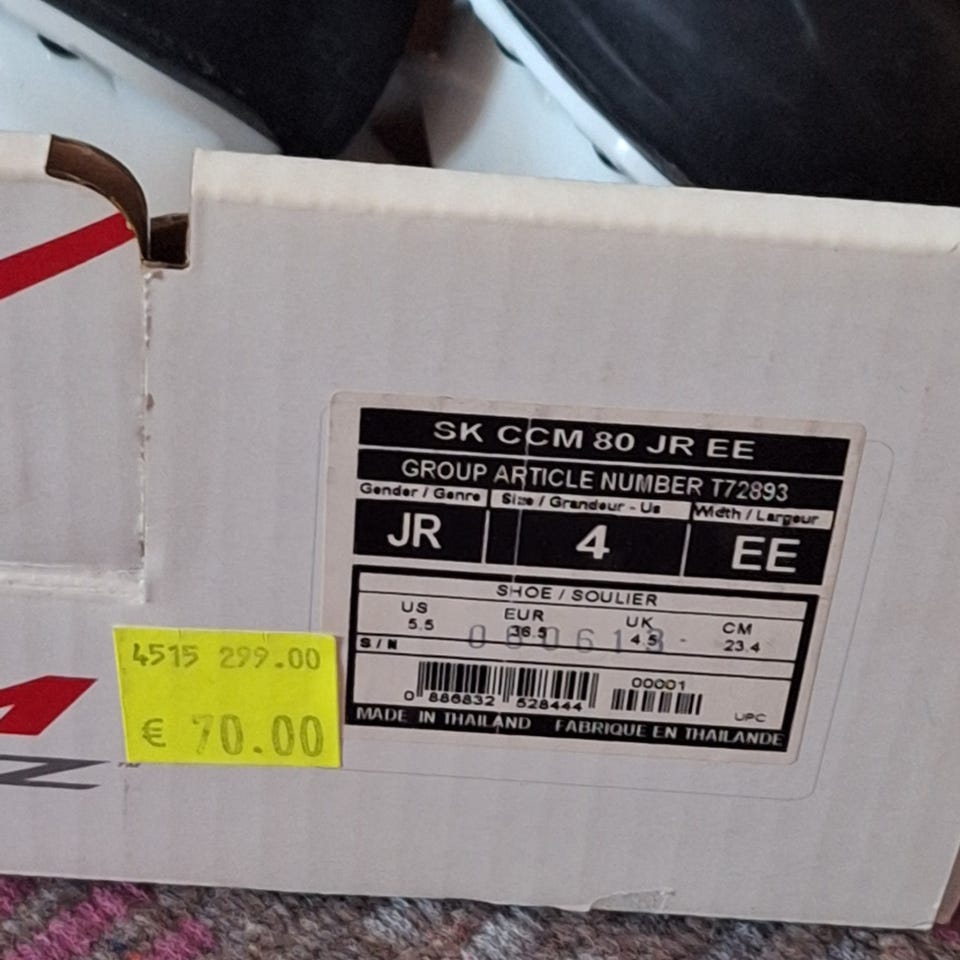 SK CCM 80 JR EE
GROUP ARTICLE NUMBER T72893
Gender / Genre Size / Grandeur - Us Width / Largeur
JR 4 EE
SHOE / SOULIER
US EUR UK CM
5.5 36.5 4.5 23.4
S/N
00001
0 886832 528444
UPC
MADE IN THAILAND FABRIQUE EN THAILANDE
4515 299.00
€ 70.00